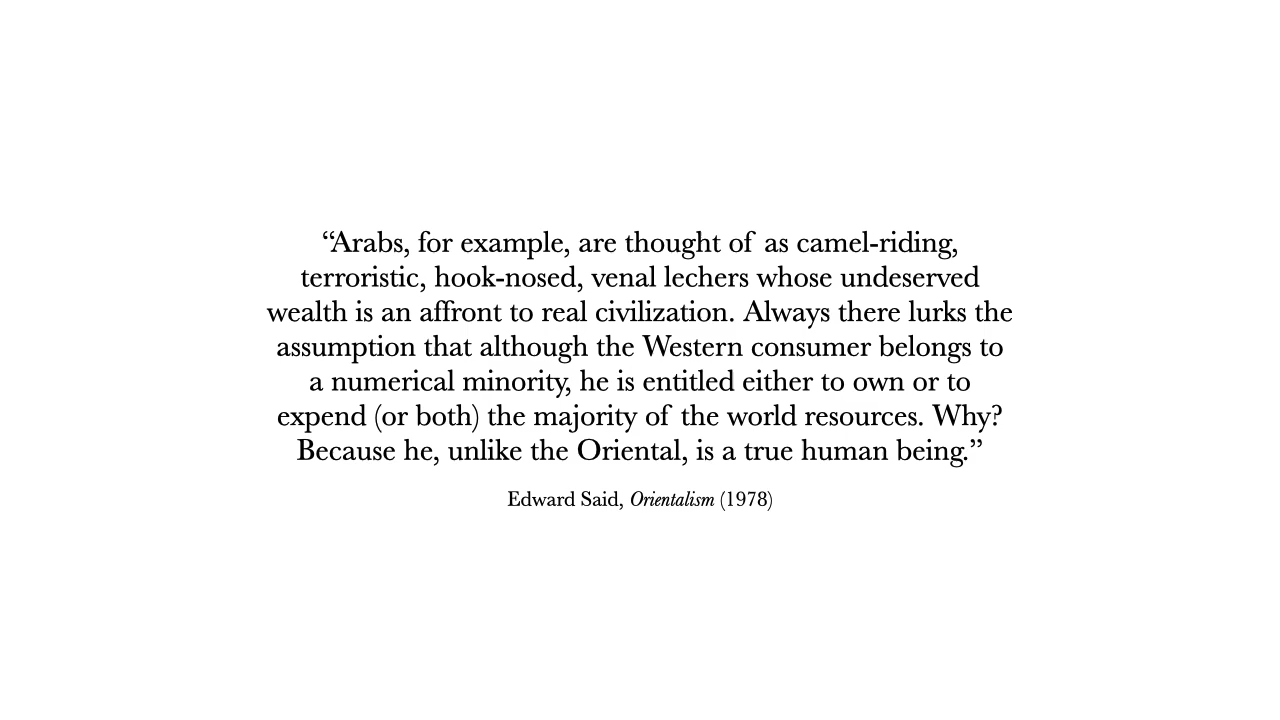 “Arabs, for example, are thought of as camel-riding,
terroristic, hook-nosed, venal lechers whose undeserved
wealth is an affront to real civilization. Always there lurks the
assumption that although the Western consumer belongs to
a numerical minority, he is entitled either to own or to
expend (or both) the majority of the world resources. Why?
Because he, unlike the Oriental, is a true human being.”
Edward Said, Orientalism (1978)